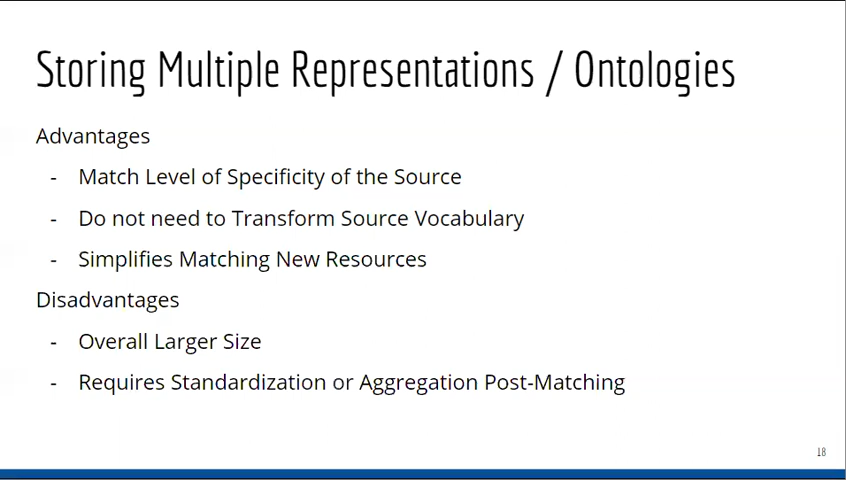 Storing Multiple Representations / Ontologies
Advantages
- Match Level of Specificity of the Source
- Do not need to Transform Source Vocabulary
- Simplifies Matching New Resources
Disadvantages
- Overall Larger Size
- Requires Standardization or Aggregation Post-Matching
18